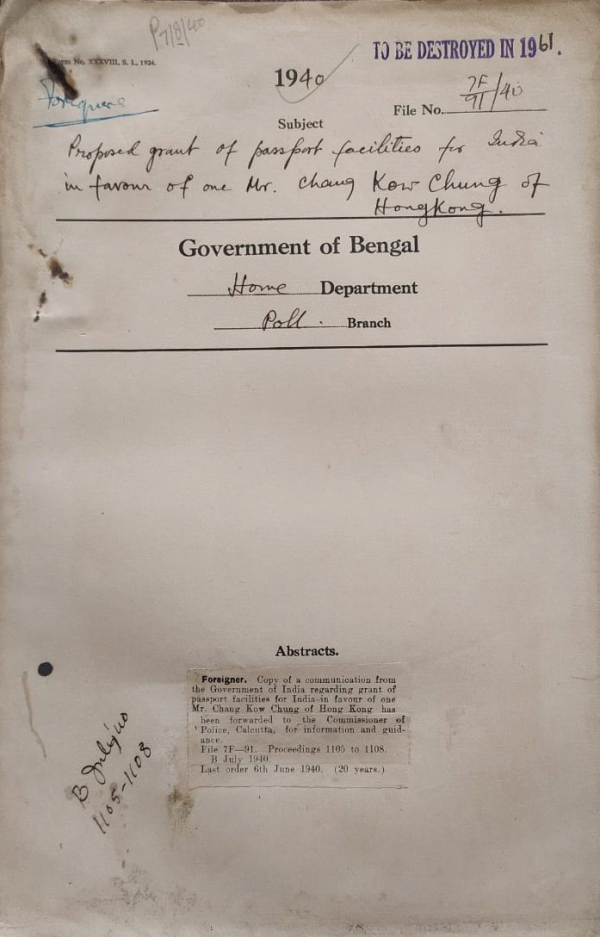 P7/8/40
Form No. XXXVIII, S. L., 1934.
TO BE DESTROYED IN 1961.
Foreigners
1940
File No. 7F/91/40
Subject
Proposed grant of passport facilities for India
in favour of one Mr. Chang Kow Chung of
HongKong.
Government of Bengal
Home Department
Poll. Branch
Abstracts.
Foreigner. Copy of a communication from
the Government of India regarding grant of
passport facilities for India in favour of one
Mr. Chang Kow Chung of Hong Kong has
been forwarded to the Commissioner of
Police, Calcutta, for information and guid-
ance.
File 7F—91. Proceedings 1105 to 1108.
B July 1940.
Last order 6th June 1940. (20 years.)
B July '40
1105-1108